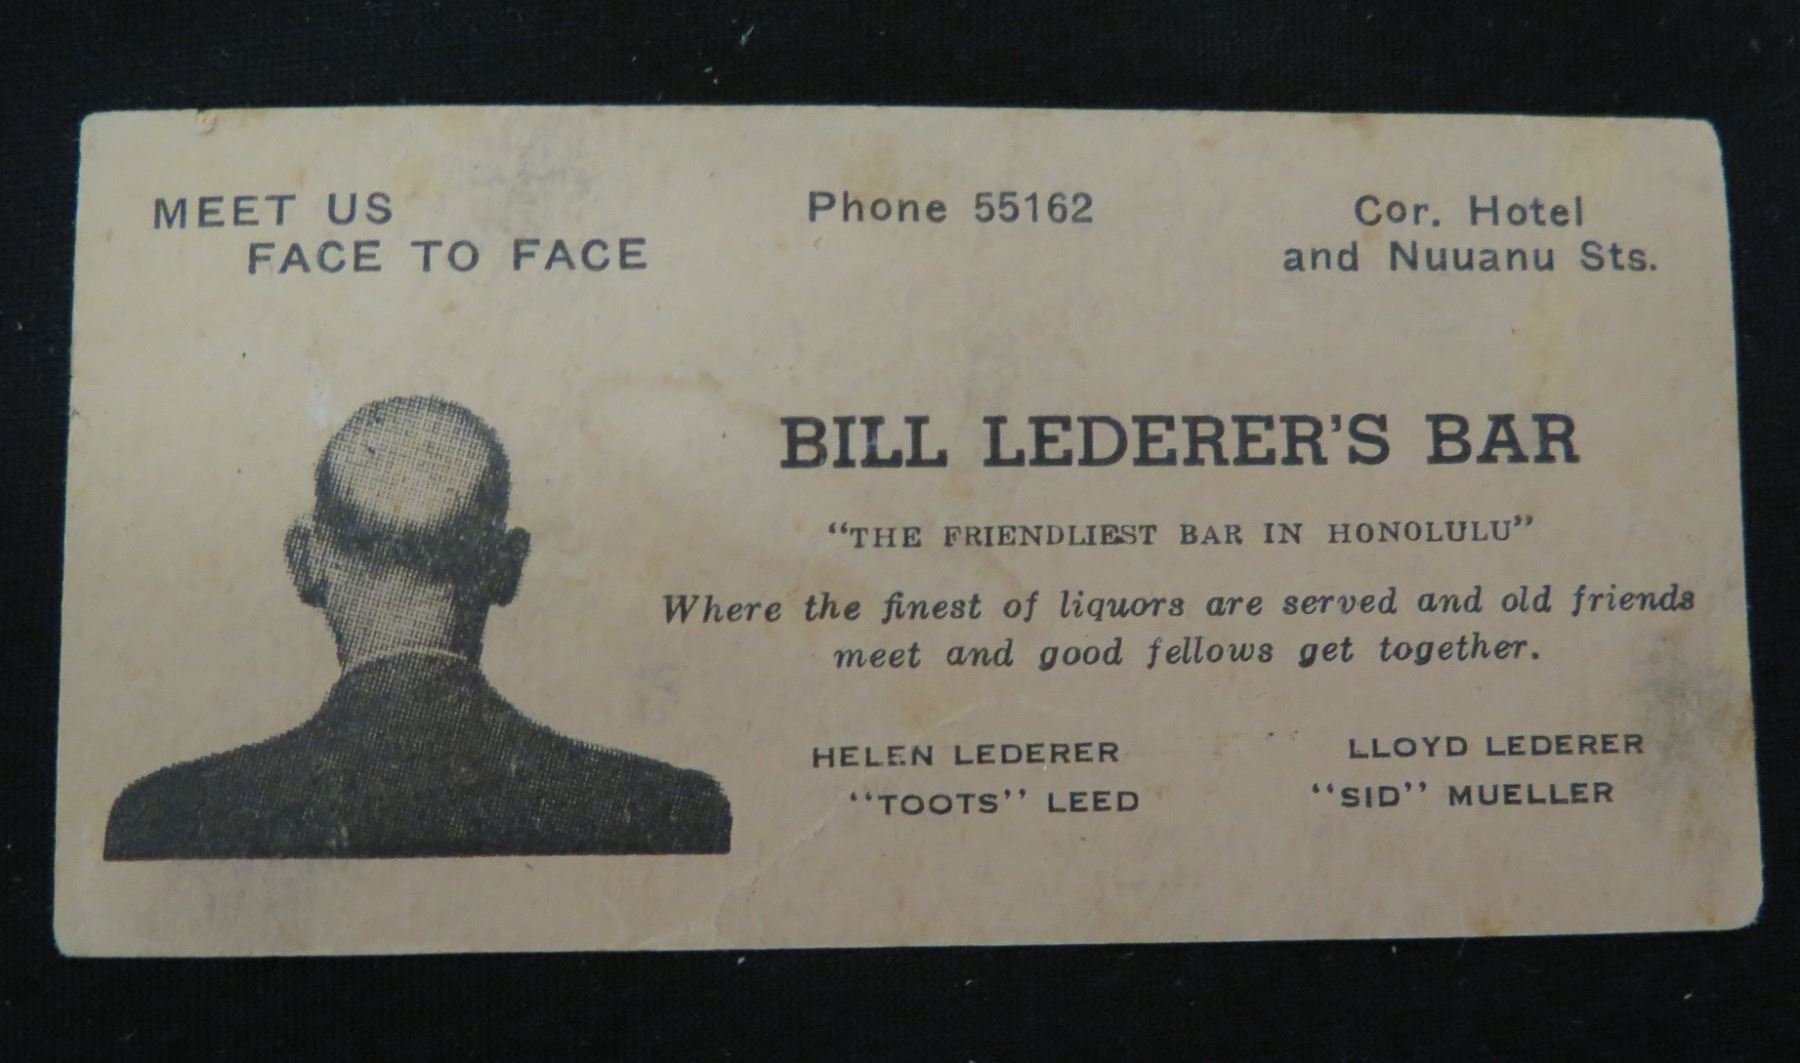 MEET US
FACE TO FACE
Phone 55162
Cor. Hotel
and Nuuanu Sts.
BILL LEDERER'S BAR
"THE FRIENDLIEST BAR IN HONOLULU"
Where the finest of liquors are served and old friends
meet and good fellows get together.
HELEN LEDERER
"TOOTS" LEED
LLOYD LEDERER
"SID" MUELLER